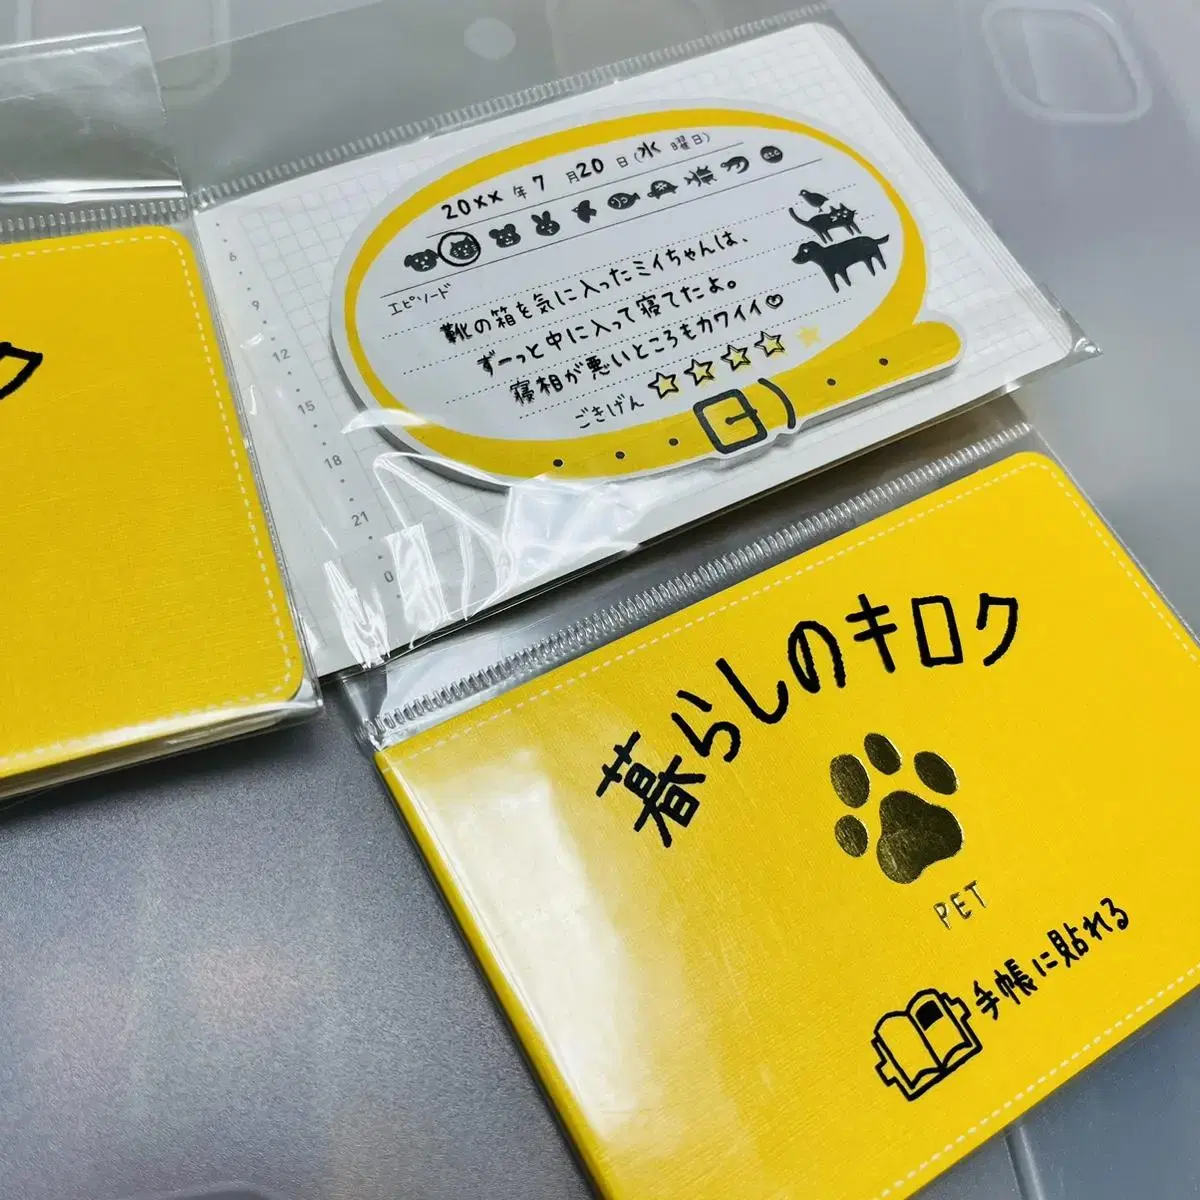 20xx 年 7 月 20 日 (水 曜日)
etc
エピソード
靴の箱を気に入ったミイちゃんは、
ずーっと中に入って寝てたよ。
寝相が悪いところもカワイイ♡
ごきげん ☆☆☆☆★
6
9
12
15
18
21
0
ク
暮らしのキロク
PET
手帳に貼れる